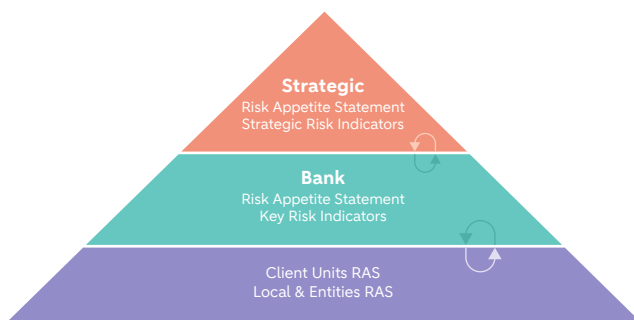 Strategic
Risk Appetite Statement
Strategic Risk Indicators
Bank
Risk Appetite Statement
Key Risk Indicators
Client Units RAS
Local & Entities RAS